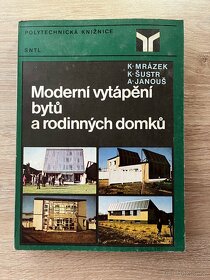 POLYTECHNICKÁ KNIŽNICE
SNTL
K·MRÁZEK
K·ŠUSTR
A·JANOUŠ
Moderní vytápění
bytů
a rodinných domků